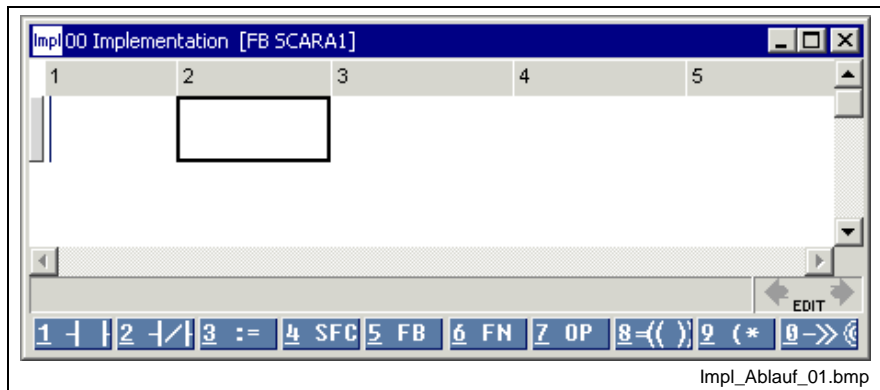 Impl 00 Implementation [FB SCARA1]
1 2 3 4 5
EDIT
1 ┤ ├ 2 ┤/├ 3 := 4 SFC 5 FB 6 FN 7 OP 8=(( )) 9 (* 0->>
Impl_Ablauf_01.bmp